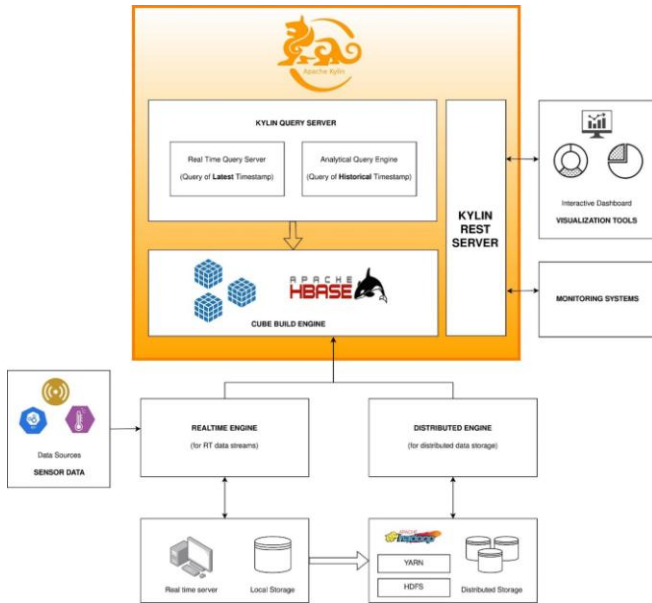 Apache Kylin
KYLIN QUERY SERVER
Real Time Query Server
(Query of Latest Timestamp)
Analytical Query Engine
(Query of Historical Timestamp)
KYLIN
REST
SERVER
Interactive Dashboard
VISUALIZATION TOOLS
APACHE
HBASE
CUBE BUILD ENGINE
MONITORING SYSTEMS
Data Sources
SENSOR DATA
REALTIME ENGINE
(for RT data streams)
DISTRIBUTED ENGINE
(for distributed data storage)
Real time server
Local Storage
APACHE
hadoop
YARN
HDFS
Distributed Storage